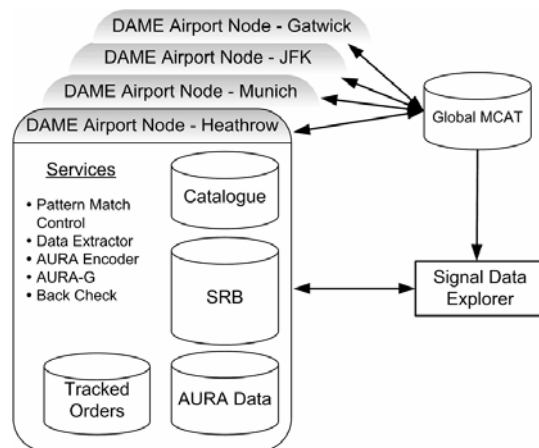 DAME Airport Node - Gatwick
DAME Airport Node - JFK
DAME Airport Node - Munich
DAME Airport Node - Heathrow
Global MCAT
Services
• Pattern Match
Control
• Data Extractor
• AURA Encoder
• AURA-G
• Back Check
Catalogue
SRB
Signal Data
Explorer
Tracked
Orders
AURA Data